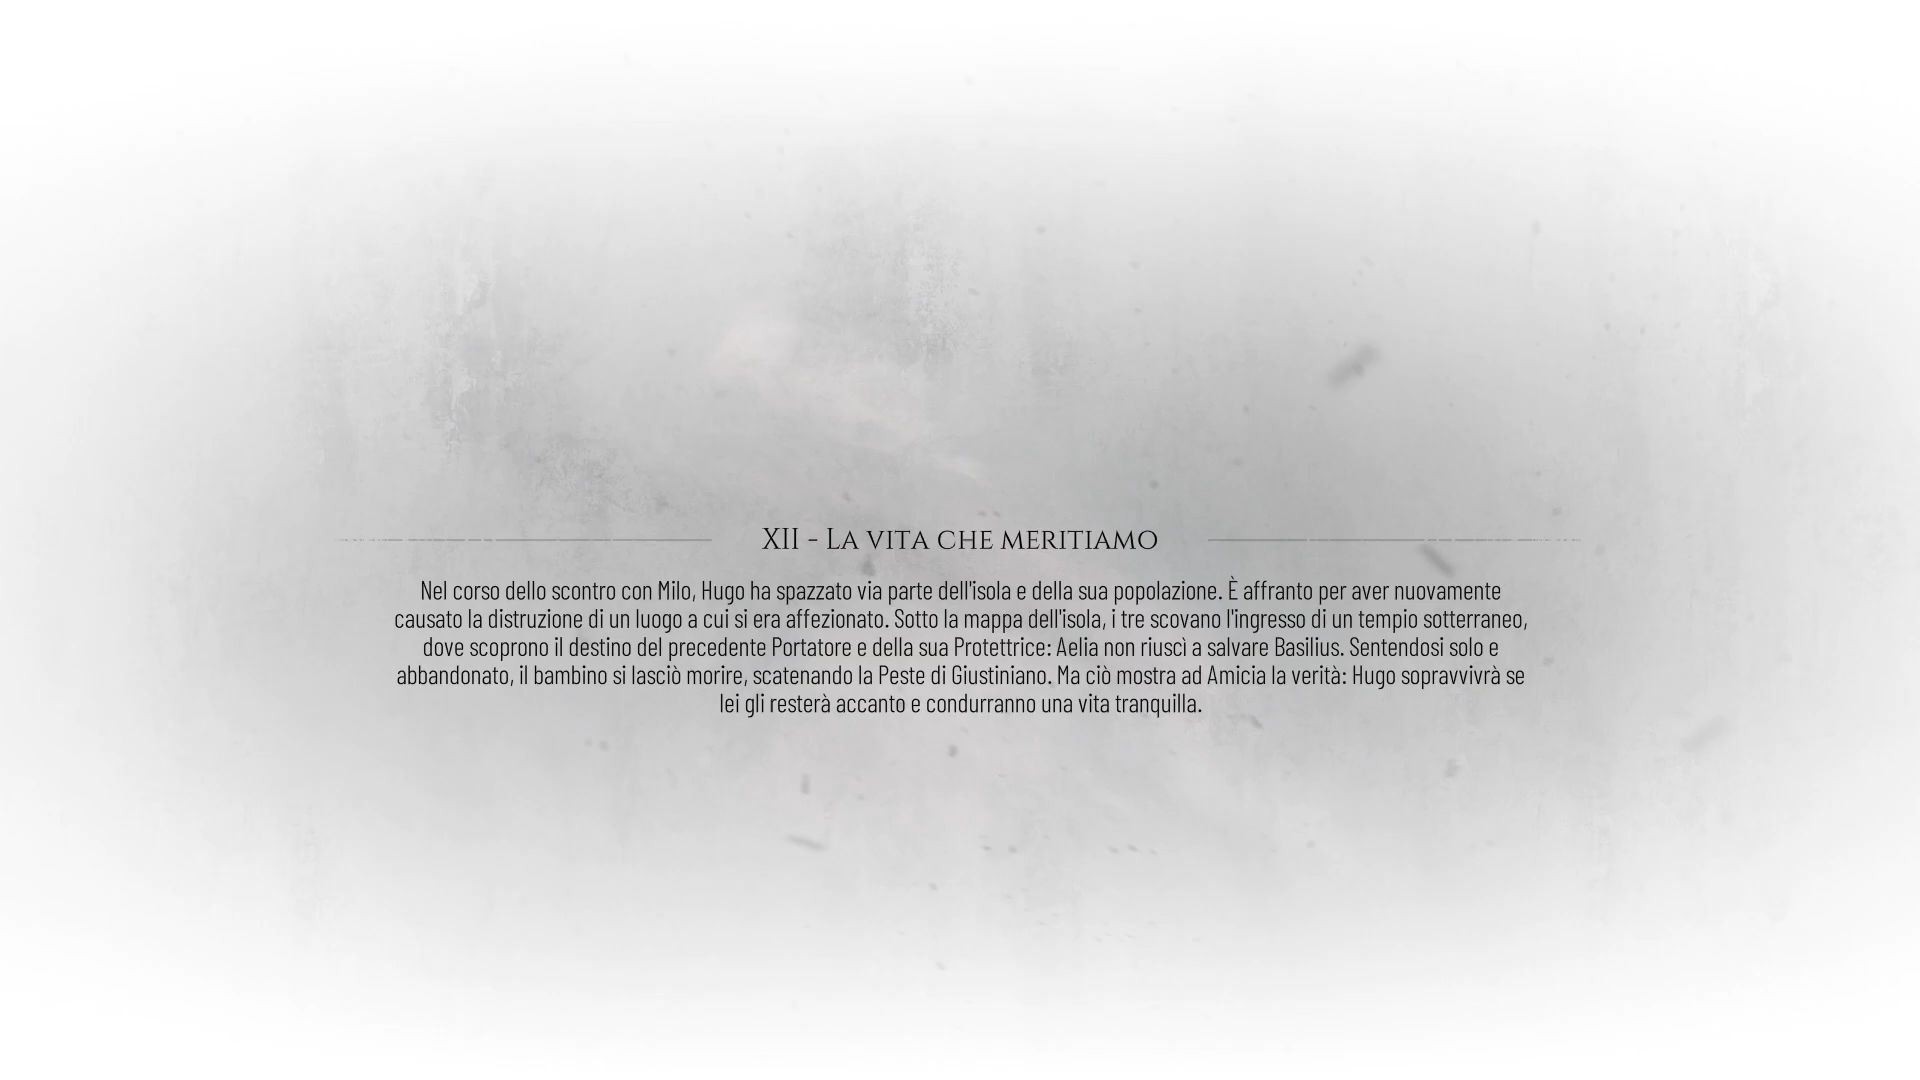 XII - La vita che meritiamo
Nel corso dello scontro con Milo, Hugo ha spazzato via parte dell'isola e della sua popolazione. È affranto per aver nuovamente
causato la distruzione di un luogo a cui si era affezionato. Sotto la mappa dell'isola, i tre scovano l'ingresso di un tempio sotterraneo,
dove scoprono il destino del precedente Portatore e della sua Protettrice: Aelia non riuscì a salvare Basilius. Sentendosi solo e
abbandonato, il bambino si lasciò morire, scatenando la Peste di Giustiniano. Ma ciò mostra ad Amicia la verità: Hugo sopravvivrà se
lei gli resterà accanto e condurranno una vita tranquilla.